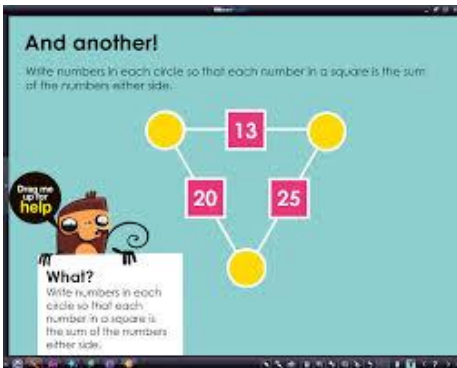 And another!
Write numbers in each circle so that each number in a square is the sum
of the numbers either side.
13
20
25
Drag me
up for
help
What?
Write numbers in each
circle so that each
number in a square is
the sum of the numbers
either side.